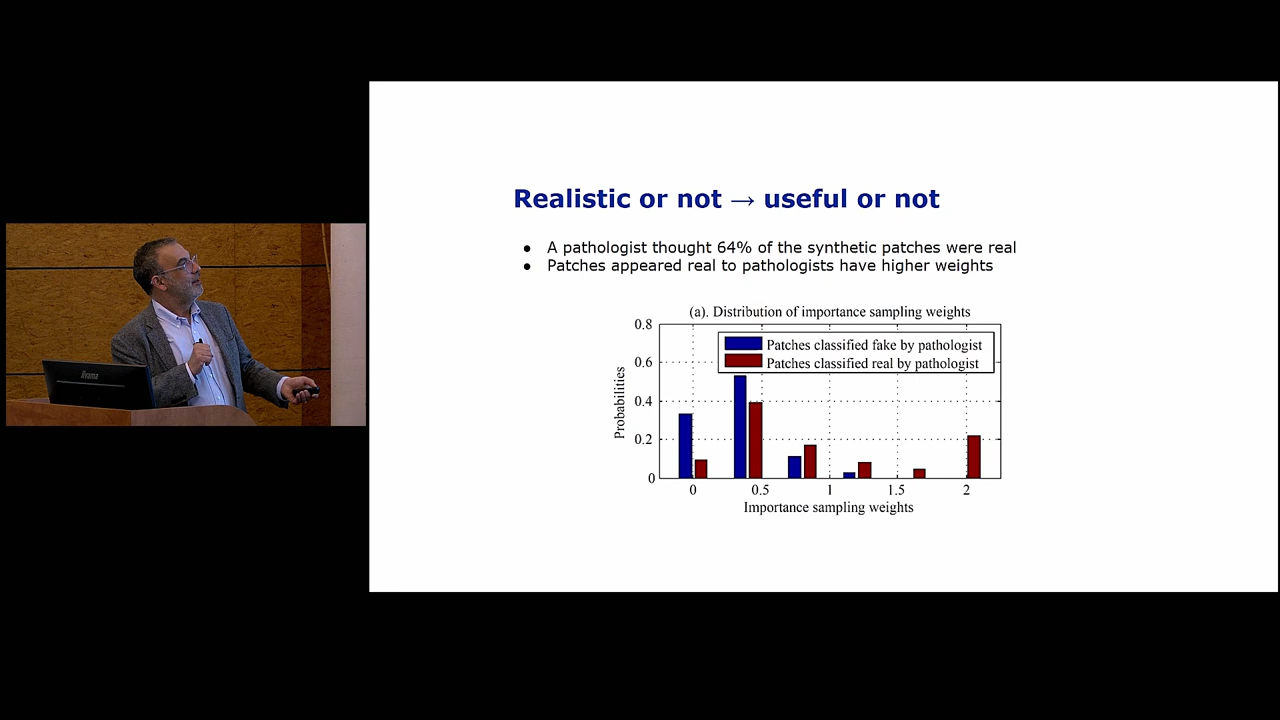 Realistic or not → useful or not
● A pathologist thought 64% of the synthetic patches were real
● Patches appeared real to pathologists have higher weights
(a). Distribution of importance sampling weights
Patches classified fake by pathologist
Patches classified real by pathologist
Probabilities
0.8
0.6
0.4
0.2
0
0 0.5 1 1.5 2
Importance sampling weights
iiyama